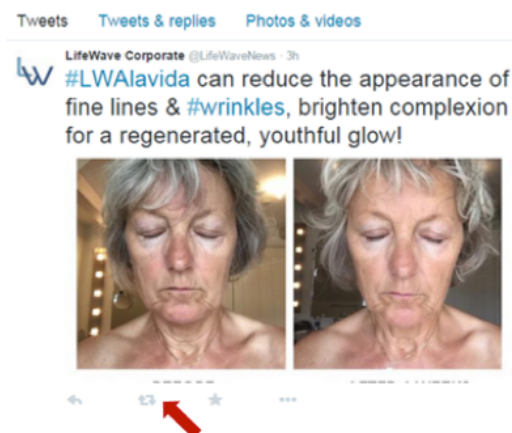 Tweets Tweets & replies Photos & videos
LifeWave Corporate @LifeWaveNews · 3h
LW
#LWAlavida can reduce the appearance of
fine lines & #wrinkles, brighten complexion
for a regenerated, youthful glow!